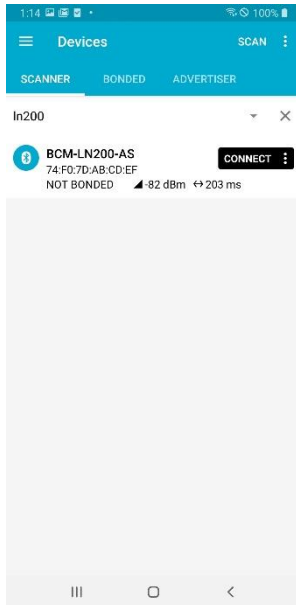 1:14 100%
Devices SCAN
SCANNER BONDED ADVERTISER
ln200
BCM-LN200-AS CONNECT
74:F0:7D:AB:CD:EF
NOT BONDED -82 dBm 203 ms